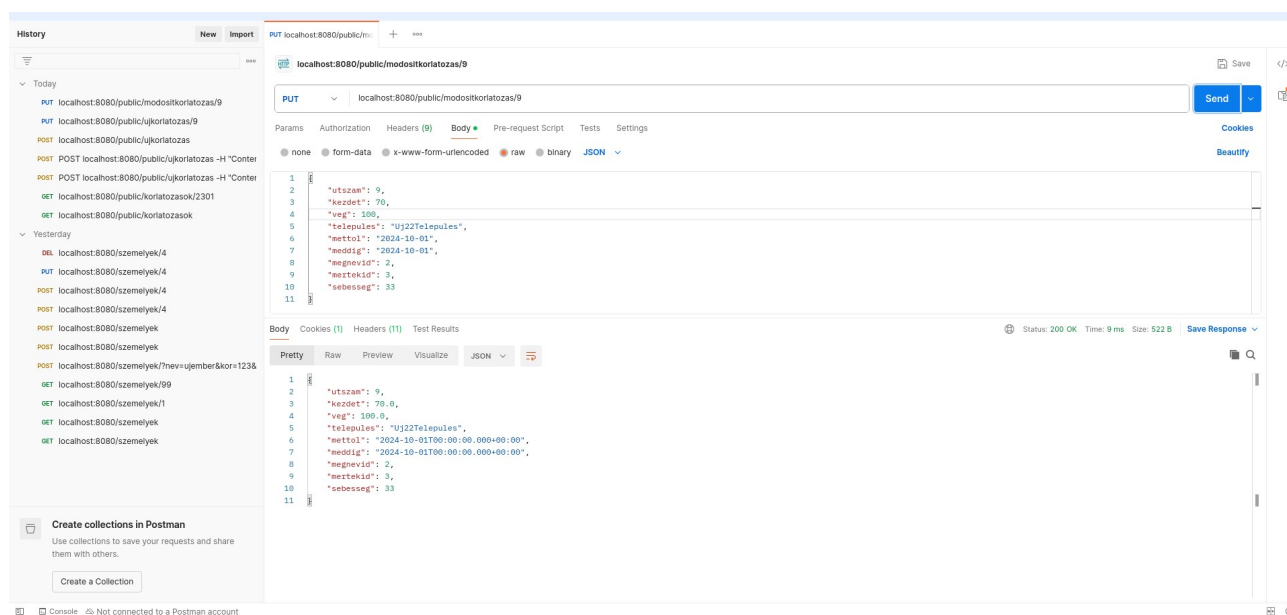 History
New Import
Today
PUT localhost:8080/public/modositkorlatozas/9
PUT localhost:8080/public/ujkorlatozas/9
POST localhost:8080/public/ujkorlatozas
POST POST localhost:8080/public/ujkorlatozas -H "Conter
POST POST localhost:8080/public/ujkorlatozas -H "Conter
GET localhost:8080/public/korlatozasok/2301
GET localhost:8080/public/korlatozasok
Yesterday
DEL localhost:8080/szemelyek/4
PUT localhost:8080/szemelyek/4
POST localhost:8080/szemelyek/4
POST localhost:8080/szemelyek/4
POST localhost:8080/szemelyek
POST localhost:8080/szemelyek
POST localhost:8080/szemelyek/?nev=ujember&kor=123&
GET localhost:8080/szemelyek/99
GET localhost:8080/szemelyek/1
GET localhost:8080/szemelyek
GET localhost:8080/szemelyek
Create collections in Postman
Use collections to save your requests and share
them with others.
Create a Collection
PUT localhost:8080/public/mo
HTTP localhost:8080/public/modositkorlatozas/9
Save
PUT localhost:8080/public/modositkorlatozas/9
Send
Params Authorization Headers (9) Body Pre-request Script Tests Settings
Cookies
none form-data x-www-form-urlencoded raw binary JSON
Beautify
1 {
2 "utszam": 9,
3 "kezdet": 70,
4 "veg": 100,
5 "telepules": "Uj22Telepules",
6 "mettol": "2024-10-01",
7 "meddig": "2024-10-01",
8 "megnevid": 2,
9 "mertekid": 3,
10 "sebesseg": 33
11 }
Body Cookies (1) Headers (11) Test Results
Status: 200 OK Time: 9 ms Size: 522 B Save Response
Pretty Raw Preview Visualize JSON
1 {
2 "utszam": 9,
3 "kezdet": 70.0,
4 "veg": 100.0,
5 "telepules": "Uj22Telepules",
6 "mettol": "2024-10-01T00:00:00.000+00:00",
7 "meddig": "2024-10-01T00:00:00.000+00:00",
8 "megnevid": 2,
9 "mertekid": 3,
10 "sebesseg": 33
11 }
Console Not connected to a Postman account